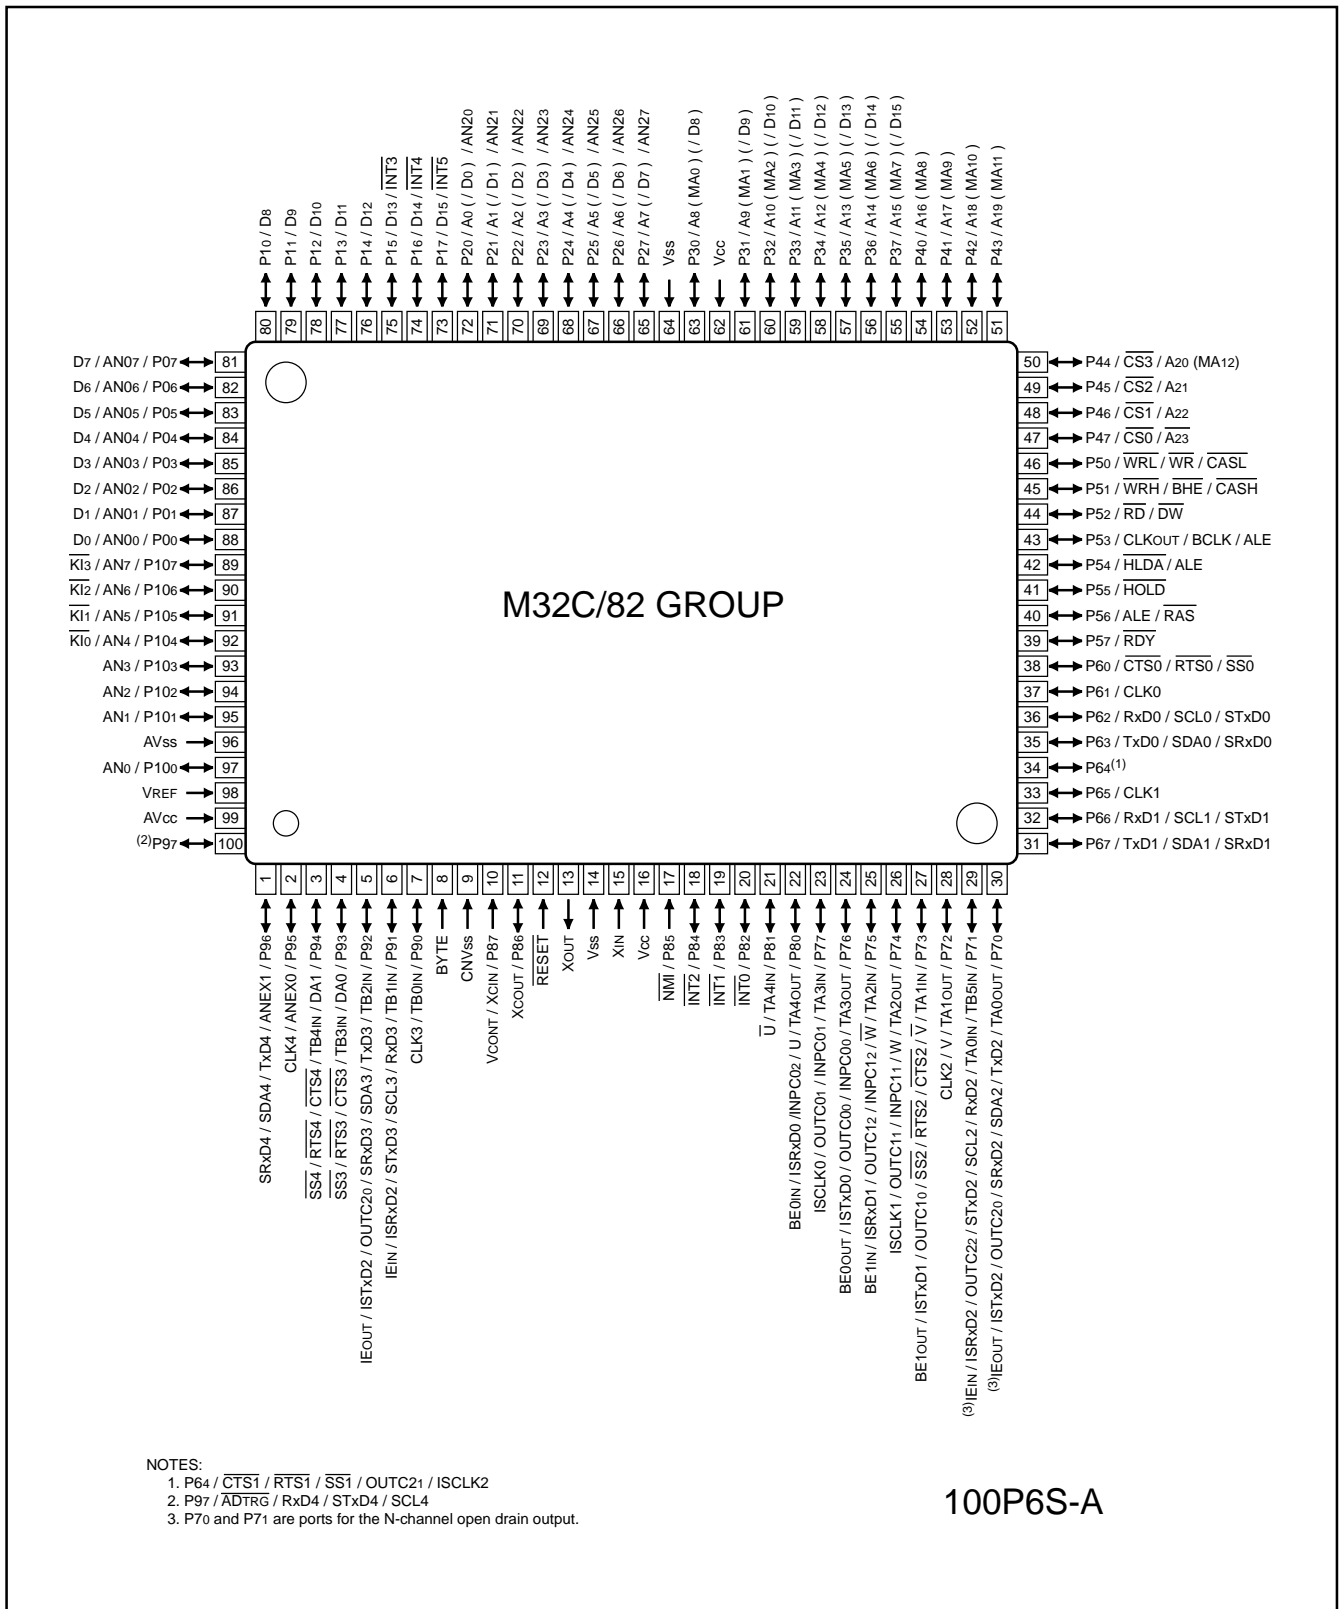 P10 / D8
P11 / D9
P12 / D10
P13 / D11
P14 / D12
P15 / D13 / INT3
P16 / D14 / INT4
P17 / D15 / INT5
P20 / A0 ( / D0 ) / AN20
P21 / A1 ( / D1 ) / AN21
P22 / A2 ( / D2 ) / AN22
P23 / A3 ( / D3 ) / AN23
P24 / A4 ( / D4 ) / AN24
P25 / A5 ( / D5 ) / AN25
P26 / A6 ( / D6 ) / AN26
P27 / A7 ( / D7 ) / AN27
Vss
P30 / A8 ( MA0 ) ( / D8 )
Vcc
P31 / A9 ( MA1 ) ( / D9 )
P32 / A10 ( MA2 ) ( / D10 )
P33 / A11 ( MA3 ) ( / D11 )
P34 / A12 ( MA4 ) ( / D12 )
P35 / A13 ( MA5 ) ( / D13 )
P36 / A14 ( MA6 ) ( / D14 )
P37 / A15 ( MA7 ) ( / D15 )
P40 / A16 ( MA8 )
P41 / A17 ( MA9 )
P42 / A18 ( MA10 )
P43 / A19 ( MA11 )
80 79 78 77 76 75 74 73 72 71 70 69 68 67 66 65 64 63 62 61 60 59 58 57 56 55 54 53 52 51
D7 / AN07 / P07 81
D6 / AN06 / P06 82
D5 / AN05 / P05 83
D4 / AN04 / P04 84
D3 / AN03 / P03 85
D2 / AN02 / P02 86
D1 / AN01 / P01 87
D0 / AN00 / P00 88
KI3 / AN7 / P107 89
KI2 / AN6 / P106 90
KI1 / AN5 / P105 91
KI0 / AN4 / P104 92
AN3 / P103 93
AN2 / P102 94
AN1 / P101 95
AVss 96
AN0 / P100 97
VREF 98
AVcc 99
(2)P97 100
M32C/82 GROUP
50 P44 / CS3 / A20 (MA12)
49 P45 / CS2 / A21
48 P46 / CS1 / A22
47 P47 / CS0 / A23
46 P50 / WRL / WR / CASL
45 P51 / WRH / BHE / CASH
44 P52 / RD / DW
43 P53 / CLKOUT / BCLK / ALE
42 P54 / HLDA / ALE
41 P55 / HOLD
40 P56 / ALE / RAS
39 P57 / RDY
38 P60 / CTS0 / RTS0 / SS0
37 P61 / CLK0
36 P62 / RxD0 / SCL0 / STxD0
35 P63 / TxD0 / SDA0 / SRxD0
34 P64(1)
33 P65 / CLK1
32 P66 / RxD1 / SCL1 / STxD1
31 P67 / TxD1 / SDA1 / SRxD1
1 2 3 4 5 6 7 8 9 10 11 12 13 14 15 16 17 18 19 20 21 22 23 24 25 26 27 28 29 30
SRxD4 / SDA4 / TxD4 / ANEX1 / P96
CLK4 / ANEX0 / P95
SS4 / RTS4 / CTS4 / TB4IN / DA1 / P94
SS3 / RTS3 / CTS3 / TB3IN / DA0 / P93
IEOUT / ISTxD2 / OUTC20 / SRxD3 / SDA3 / TxD3 / TB2IN / P92
IEIN / ISRxD2 / STxD3 / SCL3 / RxD3 / TB1IN / P91
CLK3 / TB0IN / P90
BYTE
CNVss
VCONT / XCIN / P87
XCOUT / P86
RESET
XOUT
Vss
XIN
Vcc
NMI / P85
INT2 / P84
INT1 / P83
INT0 / P82
U / TA4IN / P81
BE0IN / ISRxD0 /INPC02 / U / TA4OUT / P80
ISCLK0 / OUTC01 / INPC01 / TA3IN / P77
BE0OUT / ISTxD0 / OUTC00 / INPC00 / TA3OUT / P76
BE1IN / ISRxD1 / OUTC12 / INPC12 / W / TA2IN / P75
ISCLK1 / OUTC11 / INPC11 / W / TA2OUT / P74
BE1OUT / ISTxD1 / OUTC10 / SS2 / RTS2 / CTS2 / V / TA1IN / P73
CLK2 / V / TA1OUT / P72
(3)IEIN / ISRxD2 / OUTC22 / STxD2 / SCL2 / RxD2 / TA0IN / TB5IN / P71
(3)IEOUT / ISTxD2 / OUTC20 / SRxD2 / SDA2 / TxD2 / TA0OUT / P70
NOTES:
1. P64 / CTS1 / RTS1 / SS1 / OUTC21 / ISCLK2
2. P97 / ADTRG / RxD4 / STxD4 / SCL4
3. P70 and P71 are ports for the N-channel open drain output.
100P6S-A